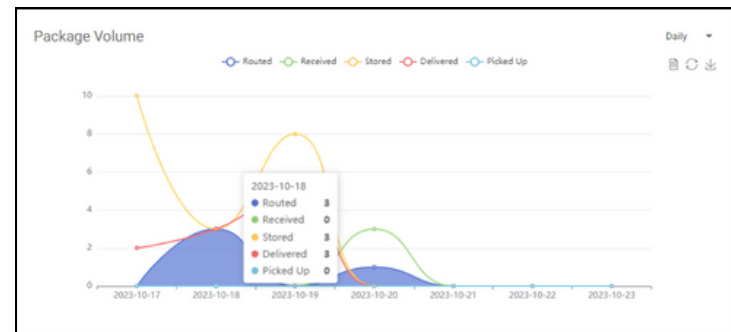 Package Volume
Daily
Routed Received Stored Delivered Picked Up
10
8
6
4
2
0
2023-10-18
Routed 3
Received 0
Stored 3
Delivered 3
Picked Up 0
2023-10-17 2023-10-18 2023-10-19 2023-10-20 2023-10-21 2023-10-22 2023-10-23